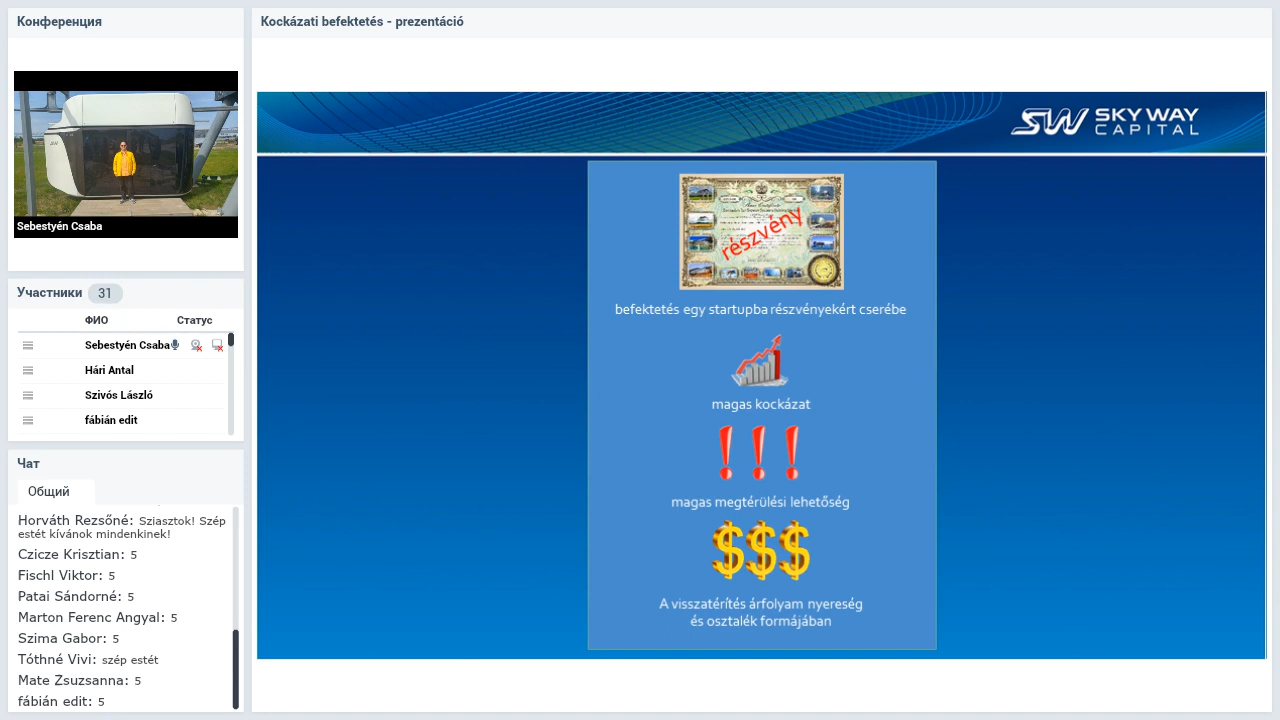 Конференция
Sebestyén Csaba
Участники 31
ФИО Статус
Sebestyén Csaba
Hári Antal
Szivós László
fábián edit
Чат
Общий
Horváth Rezsőné: Sziasztok! Szép
estét kívánok mindenkinek!
Czicze Krisztian: 5
Fischl Viktor: 5
Patai Sándorné: 5
Marton Ferenc Angyal: 5
Szima Gabor: 5
Tóthné Vivi: szép estét
Mate Zsuzsanna: 5
fábián edit: 5
Kockázati befektetés - prezentáció
SW SKY WAY
CAPITAL
részvény
befektetés egy startupba részvényekért cserébe
magas kockázat
magas megtérülési lehetőség
A visszatérítés árfolyam nyereség
és osztalék formájában